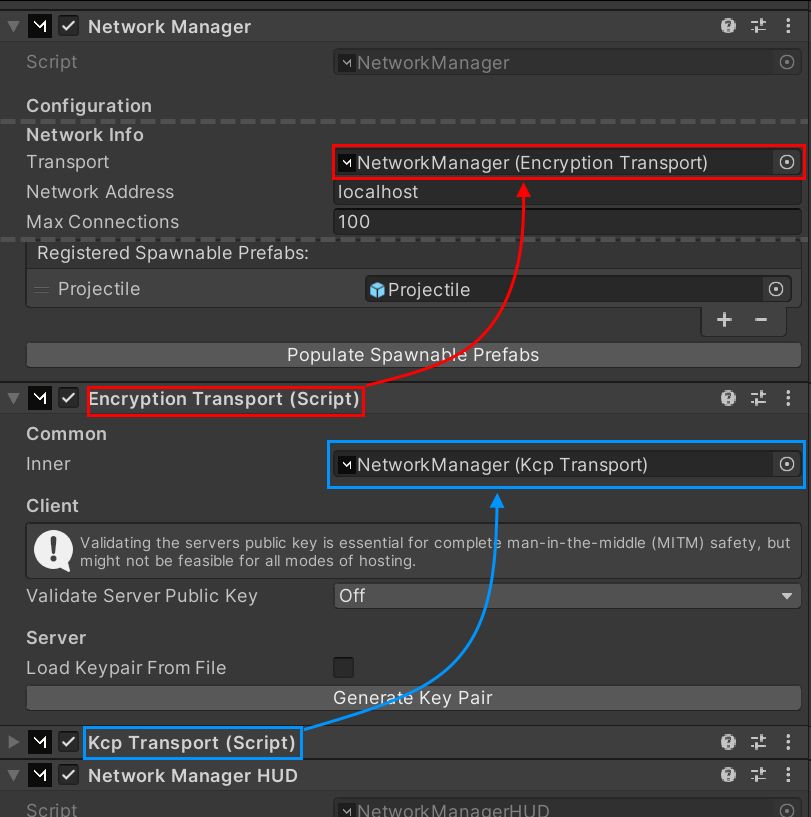 Network Manager
Script NetworkManager
Configuration
Network Info
Transport NetworkManager (Encryption Transport)
Network Address localhost
Max Connections 100
Registered Spawnable Prefabs:
Projectile Projectile
Populate Spawnable Prefabs
Encryption Transport (Script)
Common
Inner NetworkManager (Kcp Transport)
Client
Validating the servers public key is essential for complete man-in-the-middle (MITM) safety, but
might not be feasible for all modes of hosting.
Validate Server Public Key Off
Server
Load Keypair From File
Generate Key Pair
Kcp Transport (Script)
Network Manager HUD
Script NetworkManagerHUD